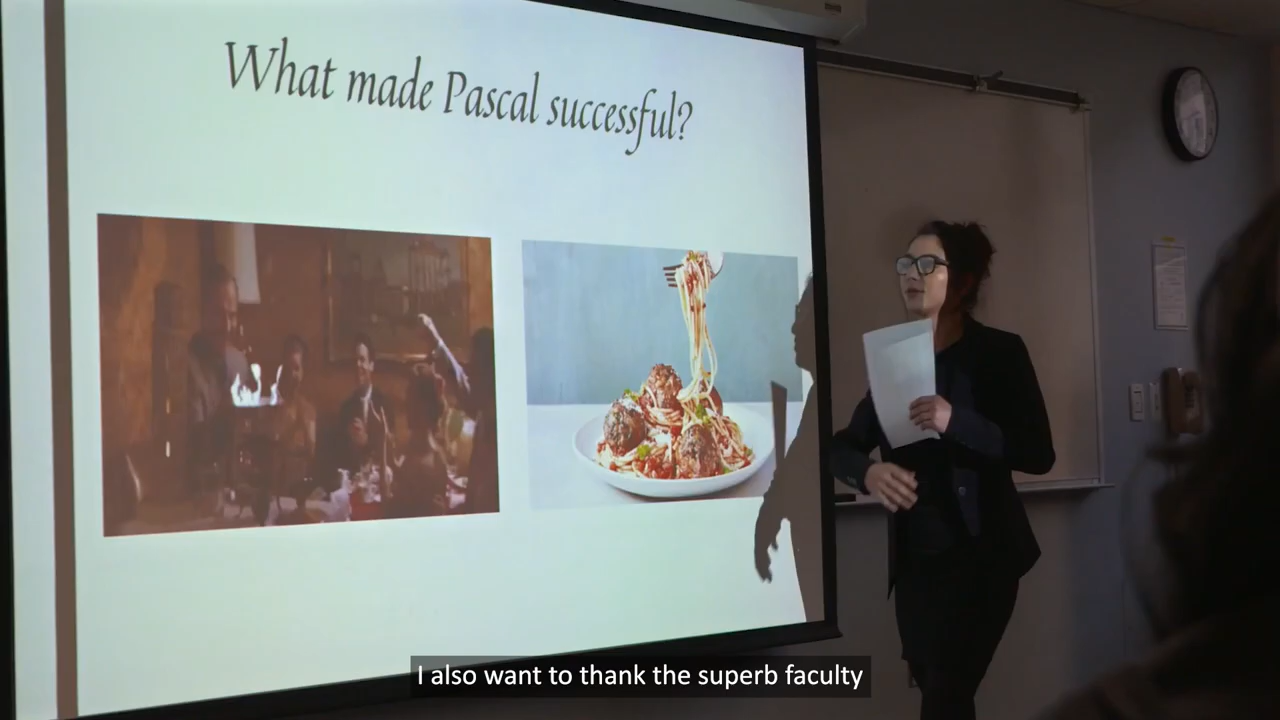 What made Pascal successful?
I also want to thank the superb faculty